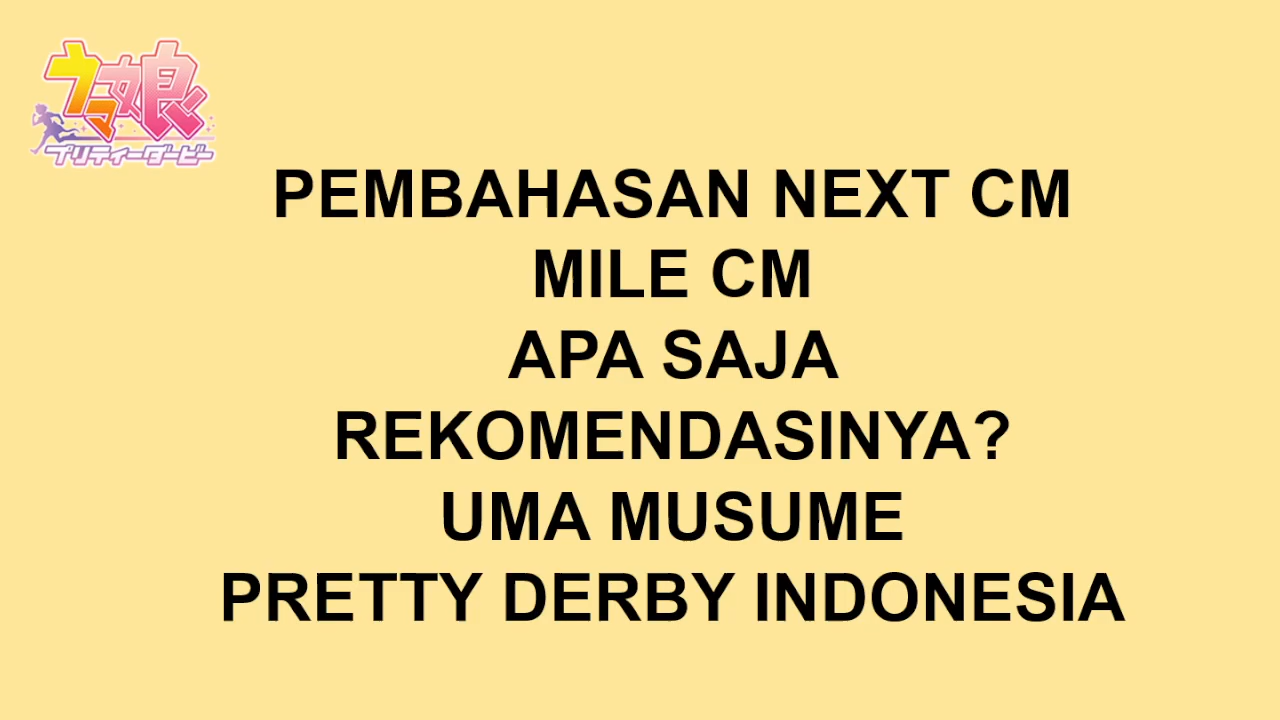 ウマ娘
プリティーダービー
PEMBAHASAN NEXT CM
MILE CM
APA SAJA
REKOMENDASINYA?
UMA MUSUME
PRETTY DERBY INDONESIA